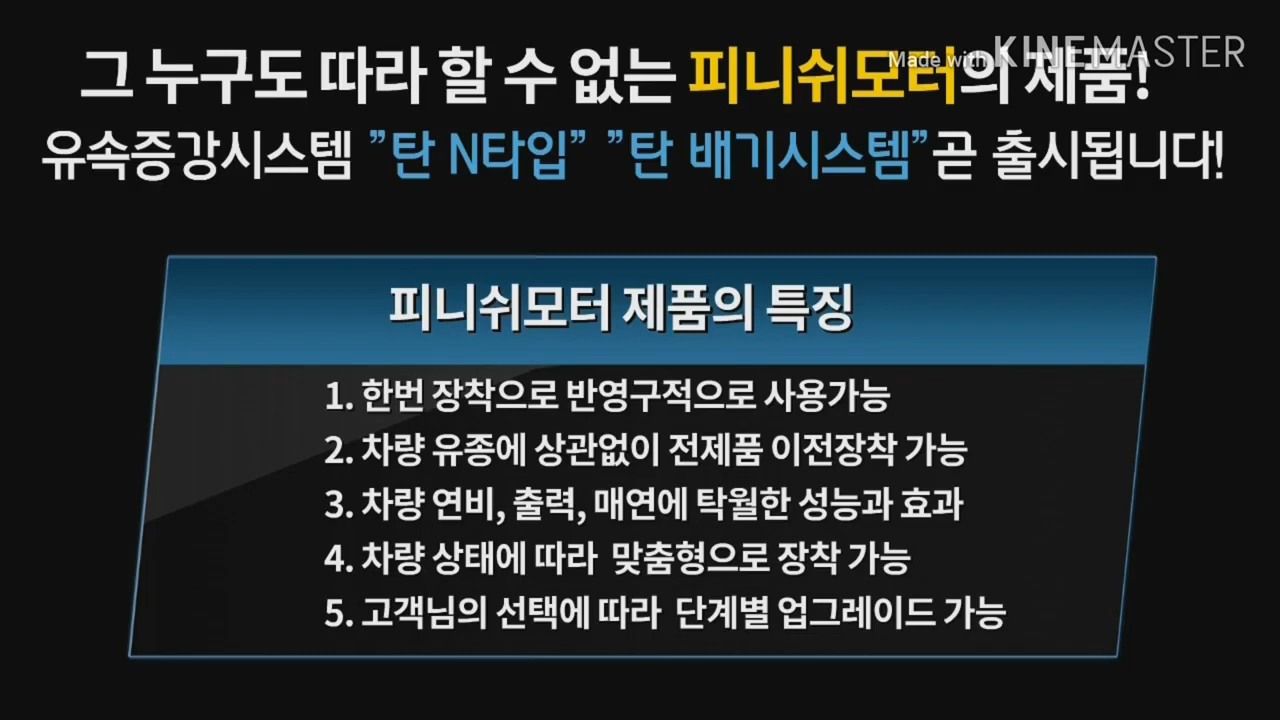 그 누구도 따라 할 수 없는 피니쉬모터의 제품!
Made with KINEMASTER
유속증강시스템 ”탄 N타입” ”탄 배기시스템”곧 출시됩니다!
피니쉬모터 제품의 특징
1. 한번 장착으로 반영구적으로 사용가능
2. 차량 유종에 상관없이 전제품 이전장착 가능
3. 차량 연비, 출력, 매연에 탁월한 성능과 효과
4. 차량 상태에 따라 맞춤형으로 장착 가능
5. 고객님의 선택에 따라 단계별 업그레이드 가능